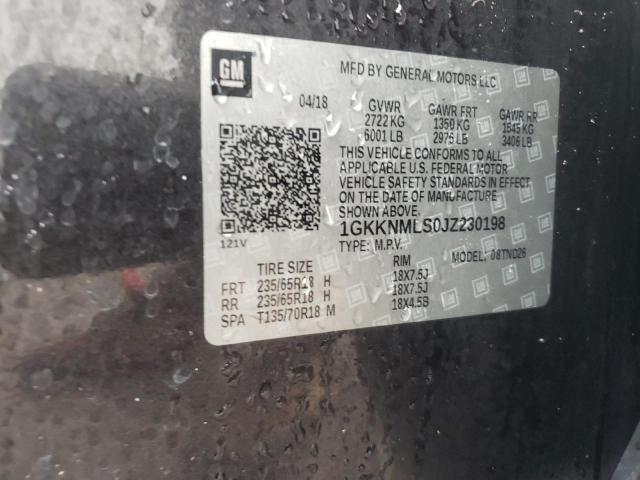 GM
MFD BY GENERAL MOTORS LLC
04/18 GVWR GAWR FRT GAWR RR
2722 KG 1350 KG 1545 KG
6001 LB 2976 LB 3406 LB
THIS VEHICLE CONFORMS TO ALL
APPLICABLE U.S. FEDERAL MOTOR
VEHICLE SAFETY STANDARDS IN EFFECT
ON THE DATE OF MANUFACTURE
SHOWN ABOVE.
1GKKNMLS0JZ230198
121V TYPE: M.P.V. MODEL: 08TND26
TIRE SIZE RIM
FRT 235/65R18 H 18X7.5J
RR 235/65R18 H 18X7.5J
SPA T135/70R18 M 18X4.5B